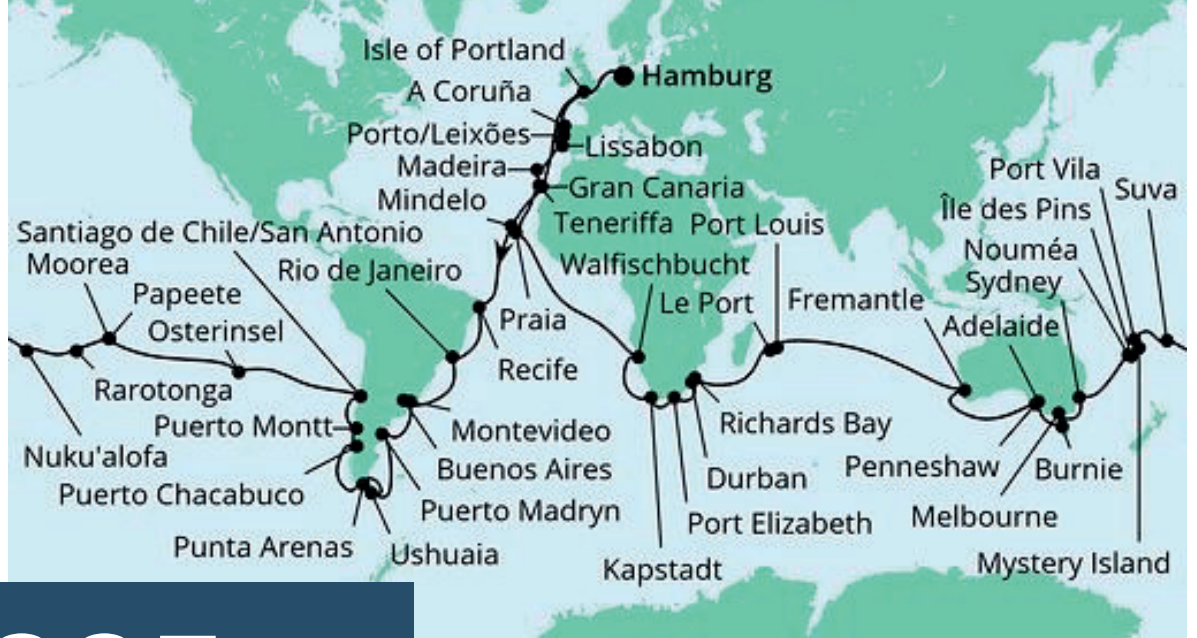 Isle of Portland
Hamburg
A Coruña
Porto/Leixões
Lissabon
Madeira
Port Vila
Gran Canaria
Suva
Mindelo
Île des Pins
Teneriffa
Port Louis
Santiago de Chile/San Antonio
Nouméa
Moorea
Rio de Janeiro
Walfischbucht
Sydney
Papeete
Le Port
Fremantle
Osterinsel
Praia
Adelaide
Recife
Rarotonga
Puerto Montt
Montevideo
Richards Bay
Nuku'alofa
Buenos Aires
Penneshaw
Burnie
Puerto Chacabuco
Durban
Puerto Madryn
Port Elizabeth
Melbourne
Punta Arenas
Ushuaia
Kapstadt
Mystery Island